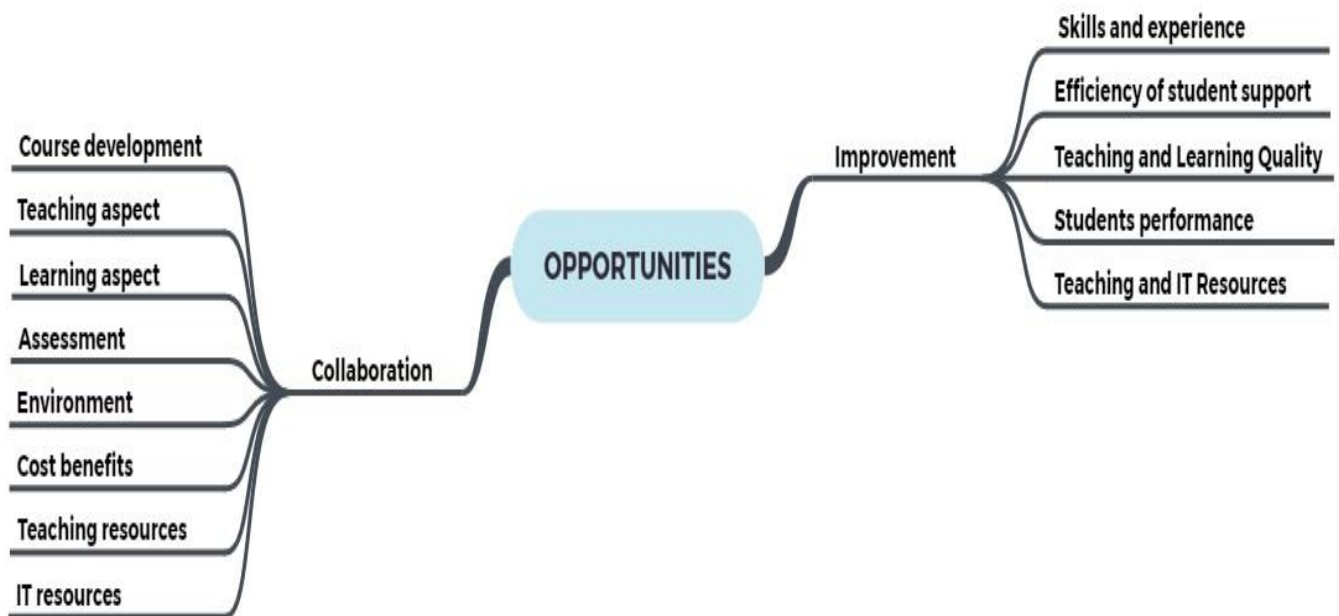 OPPORTUNITIES
Improvement
Skills and experience
Efficiency of student support
Teaching and Learning Quality
Students performance
Teaching and IT Resources
Collaboration
Course development
Teaching aspect
Learning aspect
Assessment
Environment
Cost benefits
Teaching resources
IT resources